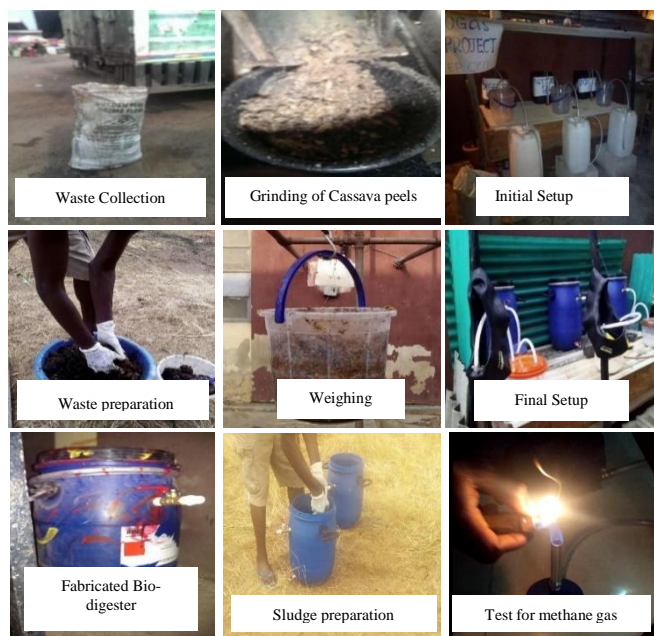 Waste Collection
Grinding of Cassava peels
PROJECT
Initial Setup
Waste preparation
Weighing
Final Setup
Fabricated Bio-
digester
Sludge preparation
Test for methane gas